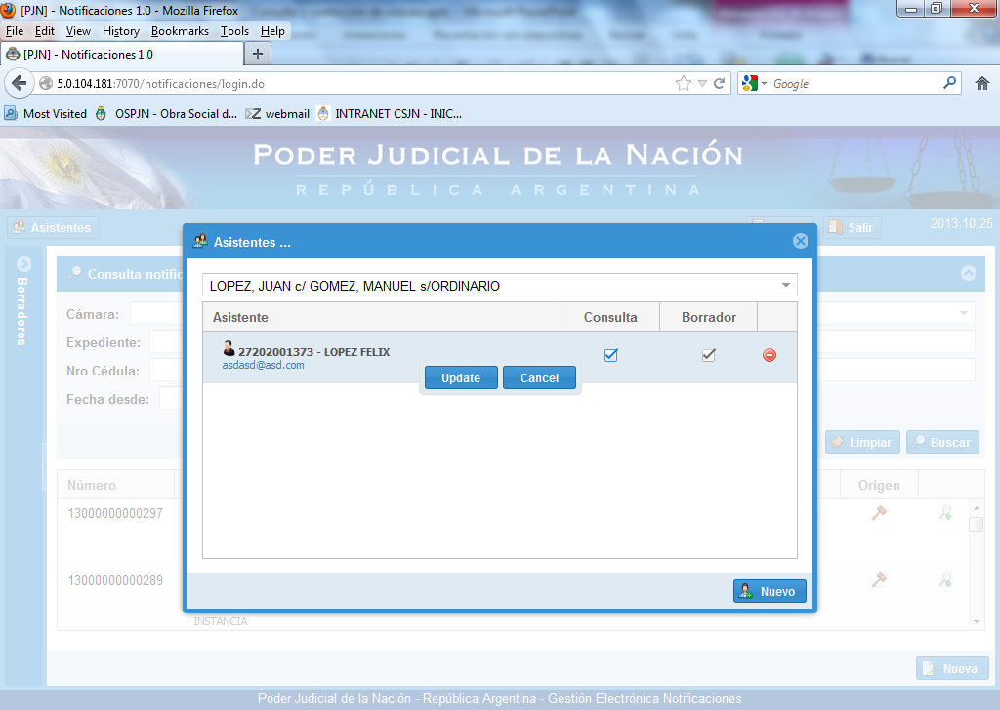 [PJN] - Notificaciones 1.0 - Mozilla Firefox
File Edit View History Bookmarks Tools Help
[PJN] - Notificaciones 1.0
5.0.104.181:7070/notificaciones/login.do
Google
Most Visited OSPJN - Obra Social d... webmail INTRANET CSJN - INIC...
PODER JUDICIAL DE LA NACIÓN
REPÚBLICA ARGENTINA
Asistentes
Salir
2013.10.25
Borradores
Consulta notific
Cámara:
Expediente:
Nro Cédula:
Fecha desde:
Limpiar Buscar
Asistentes ...
LOPEZ, JUAN c/ GOMEZ, MANUEL s/ORDINARIO
Asistente Consulta Borrador
27202001373 - LOPEZ FELIX
asdasd@asd.com
Update Cancel
Nuevo
Número Origen
13000000000297
13000000000289
INSTANCIA
Nueva
Poder Judicial de la Nación - República Argentina - Gestión Electrónica Notificaciones